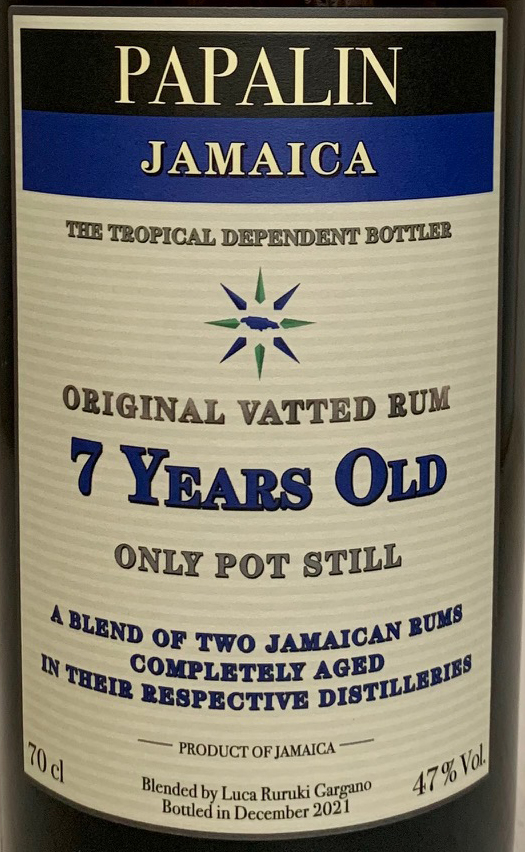 PAPALIN
JAMAICA
THE TROPICAL DEPENDENT BOTTLER
ORIGINAL VATTED RUM
7 YEARS OLD
ONLY POT STILL
A BLEND OF TWO JAMAICAN RUMS
COMPLETELY AGED
IN THEIR RESPECTIVE DISTILLERIES
PRODUCT OF JAMAICA
70 cl
Blended by Luca Ruruki Gargano
Bottled in December 2021
47% Vol.